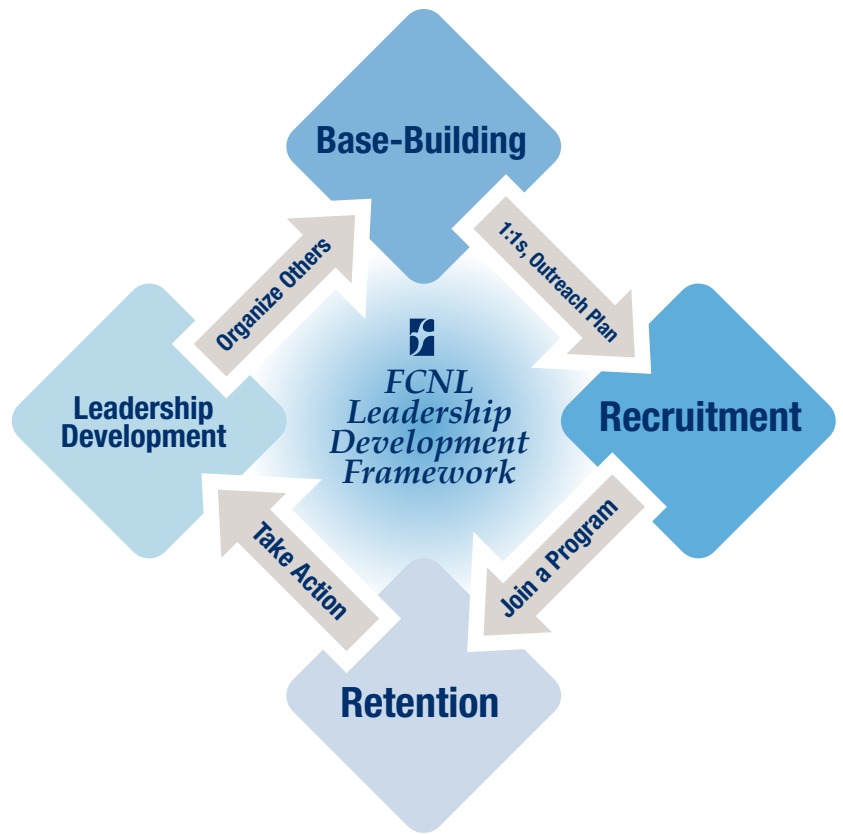 Base-Building
1:1s, Outreach Plan
Organize Others
FCNL
Leadership
Development
Framework
Leadership
Development
Recruitment
Take Action
Join a Program
Retention